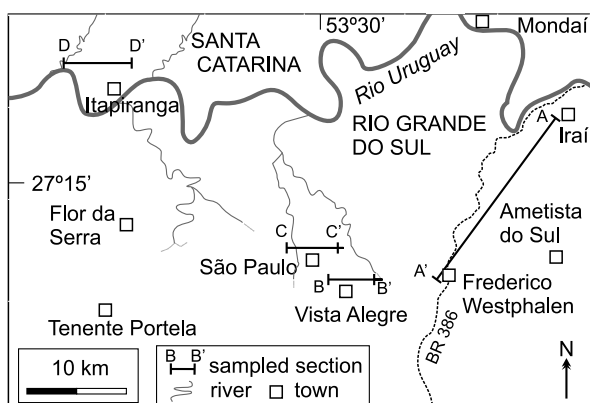 53º30'
Mondaí
D D'
SANTA
CATARINA
Rio Uruguay
Itapiranga
RIO GRANDE
DO SUL
A
Iraí
27º15'
Flor da
Serra
C C'
Ametista
do Sul
São Paulo
B B'
A'
Frederico
Westphalen
Vista Alegre
Tenente Portela
BR 386
10 km
B B'
sampled section
river
town
N